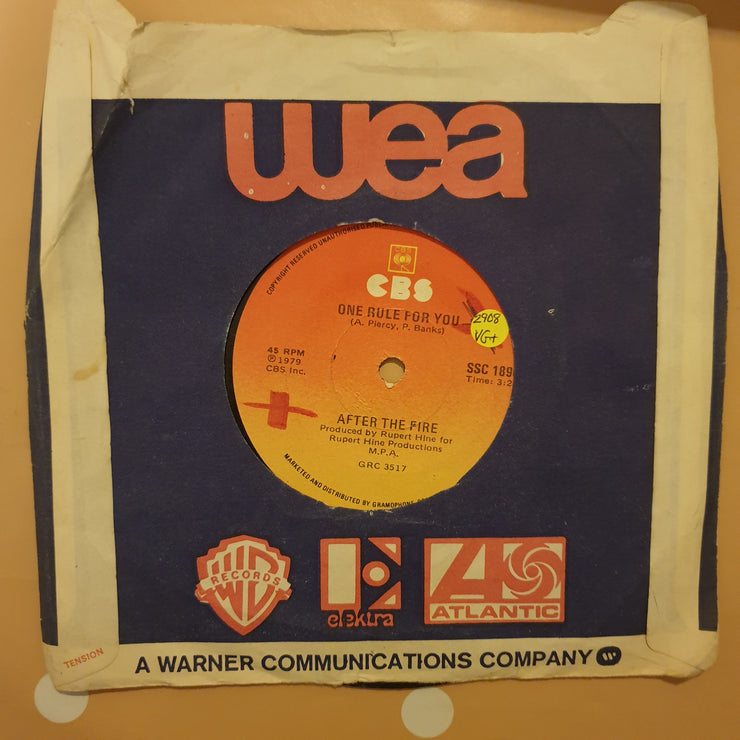 wea
COPYRIGHT RESERVED UNAUTHORISED
CBS
CBS
ONE RULE FOR YOU
(A. Piercy, P. Banks)
2908
VG+
45 RPM
℗ 1979
CBS Inc.
SSC 189
Time: 3:2
AFTER THE FIRE
Produced by Rupert Hine for
Rupert Hine Productions
M.P.A.
GRC 3517
MARKETED AND DISTRIBUTED BY GRAMOPHONE
WB
RECORDS
elektra
ATLANTIC
TENSION
A WARNER COMMUNICATIONS COMPANY